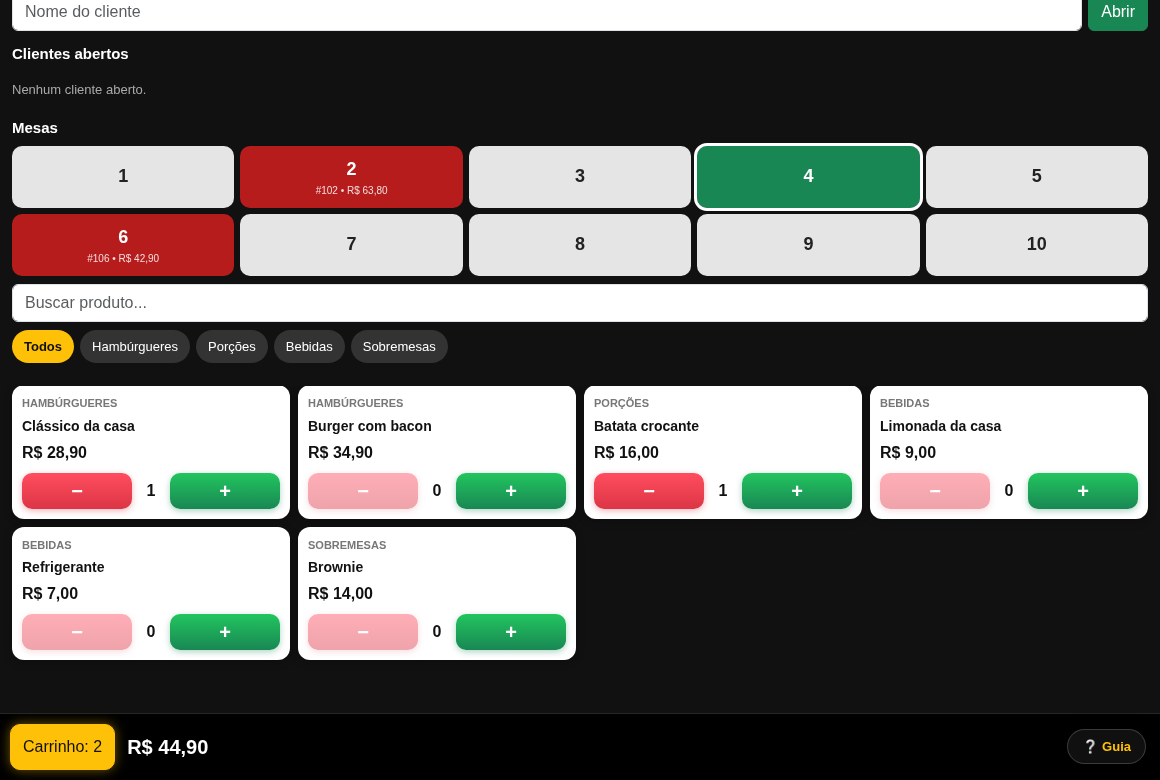 Nome do cliente Abrir
Clientes abertos
Nenhum cliente aberto.
Mesas
1 2 3 4 5
#102 • R$ 63,80
6 7 8 9 10
#106 • R$ 42,90
Buscar produto...
Todos Hambúrgueres Porções Bebidas Sobremesas
HAMBÚRGUERES HAMBÚRGUERES PORÇÕES BEBIDAS
Clássico da casa Burger com bacon Batata crocante Limonada da casa
R$ 28,90 R$ 34,90 R$ 16,00 R$ 9,00
− 1 + − 0 + − 1 + − 0 +
BEBIDAS SOBREMESAS
Refrigerante Brownie
R$ 7,00 R$ 14,00
− 0 + − 0 +
Carrinho: 2 R$ 44,90 ❔ Guia